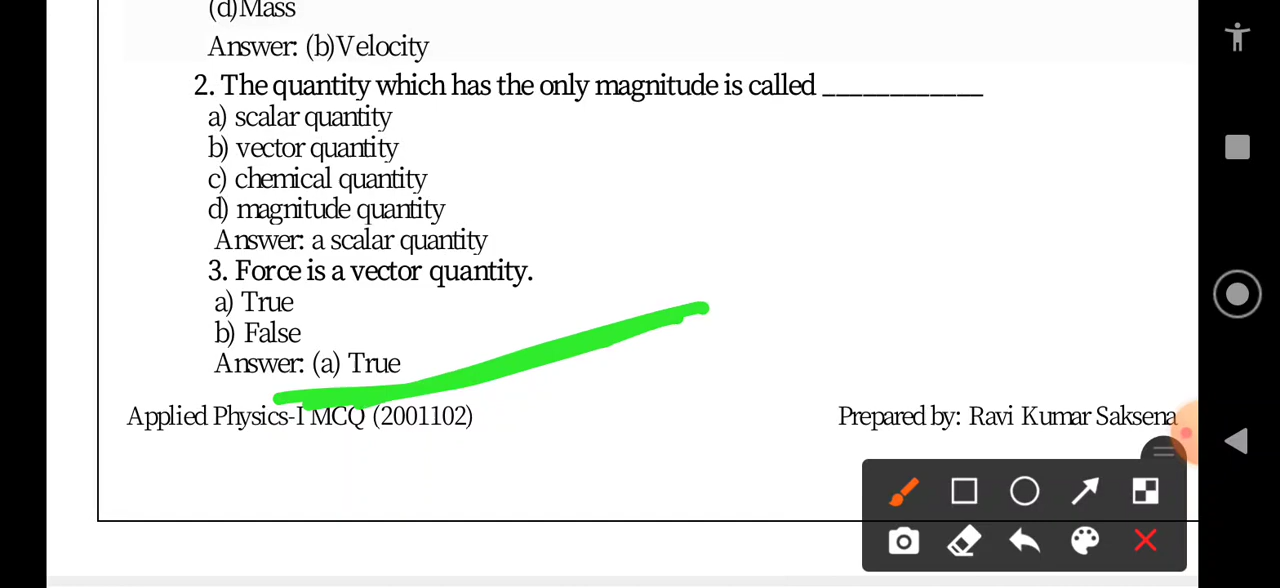 (d)Mass
Answer: (b)Velocity
2. The quantity which has the only magnitude is called ____________
a) scalar quantity
b) vector quantity
c) chemical quantity
d) magnitude quantity
Answer: a scalar quantity
3. Force is a vector quantity.
a) True
b) False
Answer: (a) True
Applied Physics-I MCQ (2001102)
Prepared by: Ravi Kumar Saksena